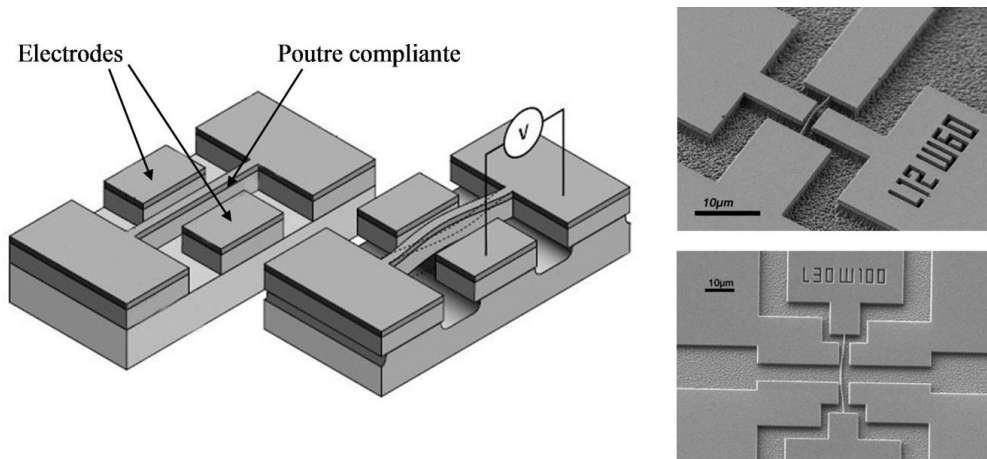 Electrodes
Poutre compliante
V
L12 W60
10µm
10µm
L30 W100